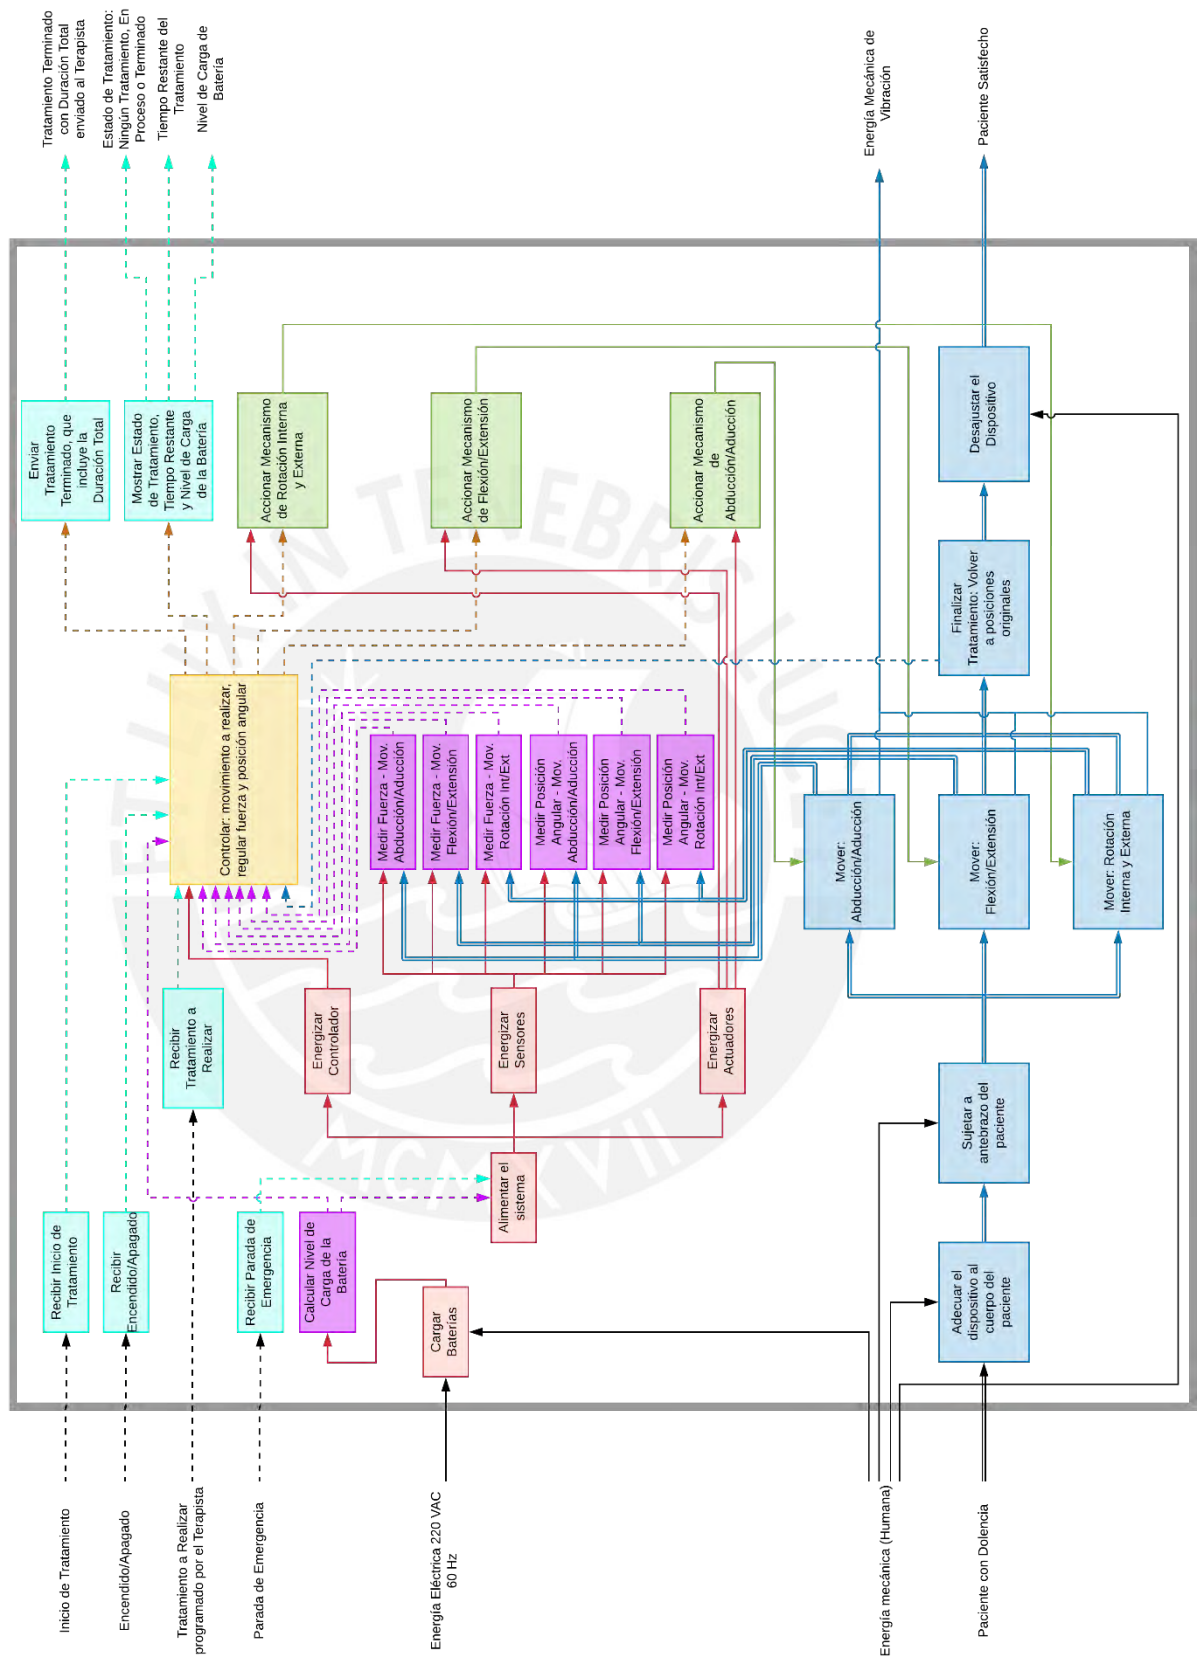 Inicio de Tratamiento
Encendido/Apagado
Tratamiento a Realizar
programado por el Terapista
Parada de Emergencia
Energía Eléctrica 220 VAC
60 Hz
Energía mecánica (Humana)
Paciente con Dolencia
Recibir Inicio de
Tratamiento
Recibir
Encendido/Apagado
Recibir Parada de
Emergencia
Calcular Nivel de
Carga de la
Batería
Cargar
Baterías
Adecuar el
dispositivo al
cuerpo del
paciente
Recibir
Tratamiento a
Realizar
Alimentar el
sistema
Energizar
Controlador
Energizar
Sensores
Energizar
Actuadores
Sujetar a
antebrazo del
paciente
Controlar: movimiento a realizar,
regular fuerza y posición angular
Medir Fuerza - Mov.
Abducción/Aducción
Medir Fuerza - Mov.
Flexión/Extensión
Medir Fuerza - Mov.
Rotación Int/Ext
Medir Posición
Angular - Mov.
Abducción/Aducción
Medir Posición
Angular - Mov.
Flexión/Extensión
Medir Posición
Angular - Mov.
Rotación Int/Ext
Mover:
Abducción/Aducción
Mover:
Flexión/Extensión
Mover: Rotación
Interna y Externa
Enviar
Tratamiento
Terminado, que
incluye la
Duración Total
Mostrar Estado
de Tratamiento,
Tiempo Restante
y Nivel de Carga
de la Batería
Accionar Mecanismo
de Rotación Interna
y Externa
Accionar Mecanismo
de Flexión/Extensión
Accionar Mecanismo
de
Abducción/Aducción
Finalizar
Tratamiento: Volver
a posiciones
originales
Desajustar el
Dispositivo
Tratamiento Terminado
con Duración Total
enviado al Terapista
Estado de Tratamiento:
Ningún Tratamiento, En
Proceso o Terminado
Tiempo Restante del
Tratamiento
Nivel de Carga de
Batería
Energía Mecánica de
Vibración
Paciente Satisfecho
ET LUX IN TENEBRIS LUCET
MCMXVII